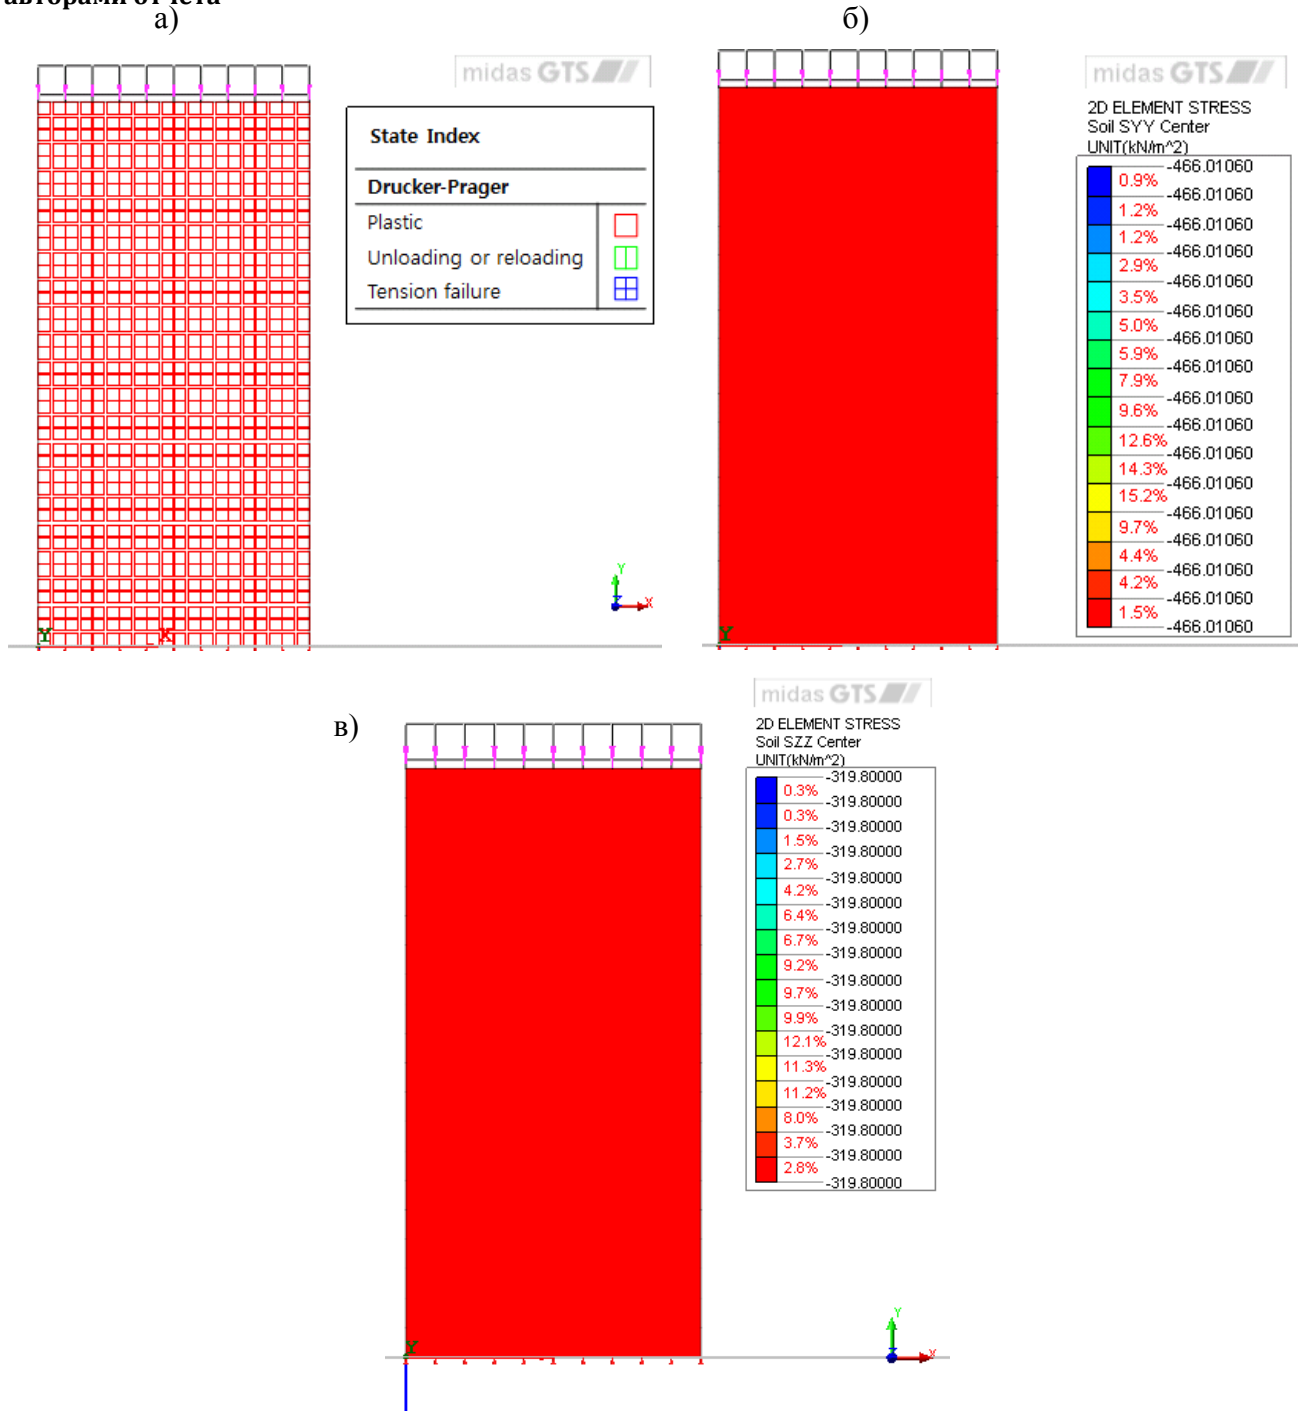 авторами отчета
а)
б)
midas GTS
State Index
Drucker-Prager
Plastic
Unloading or reloading
Tension failure
Y
X
Y
X
Z
midas GTS
2D ELEMENT STRESS
Soil SYY Center
UNIT(kN/m^2)
-466.01060
0.9%
-466.01060
1.2%
-466.01060
1.2%
-466.01060
2.9%
-466.01060
3.5%
-466.01060
5.0%
-466.01060
5.9%
-466.01060
7.9%
-466.01060
9.6%
-466.01060
12.6%
-466.01060
14.3%
-466.01060
15.2%
-466.01060
9.7%
-466.01060
4.4%
-466.01060
4.2%
-466.01060
1.5%
-466.01060
Y
в)
midas GTS
2D ELEMENT STRESS
Soil SZZ Center
UNIT(kN/m^2)
-319.80000
0.3%
-319.80000
0.3%
-319.80000
1.5%
-319.80000
2.7%
-319.80000
4.2%
-319.80000
6.4%
-319.80000
6.7%
-319.80000
9.2%
-319.80000
9.7%
-319.80000
9.9%
-319.80000
12.1%
-319.80000
11.3%
-319.80000
11.2%
-319.80000
8.0%
-319.80000
3.7%
-319.80000
2.8%
-319.80000
Y
Y
X
Z